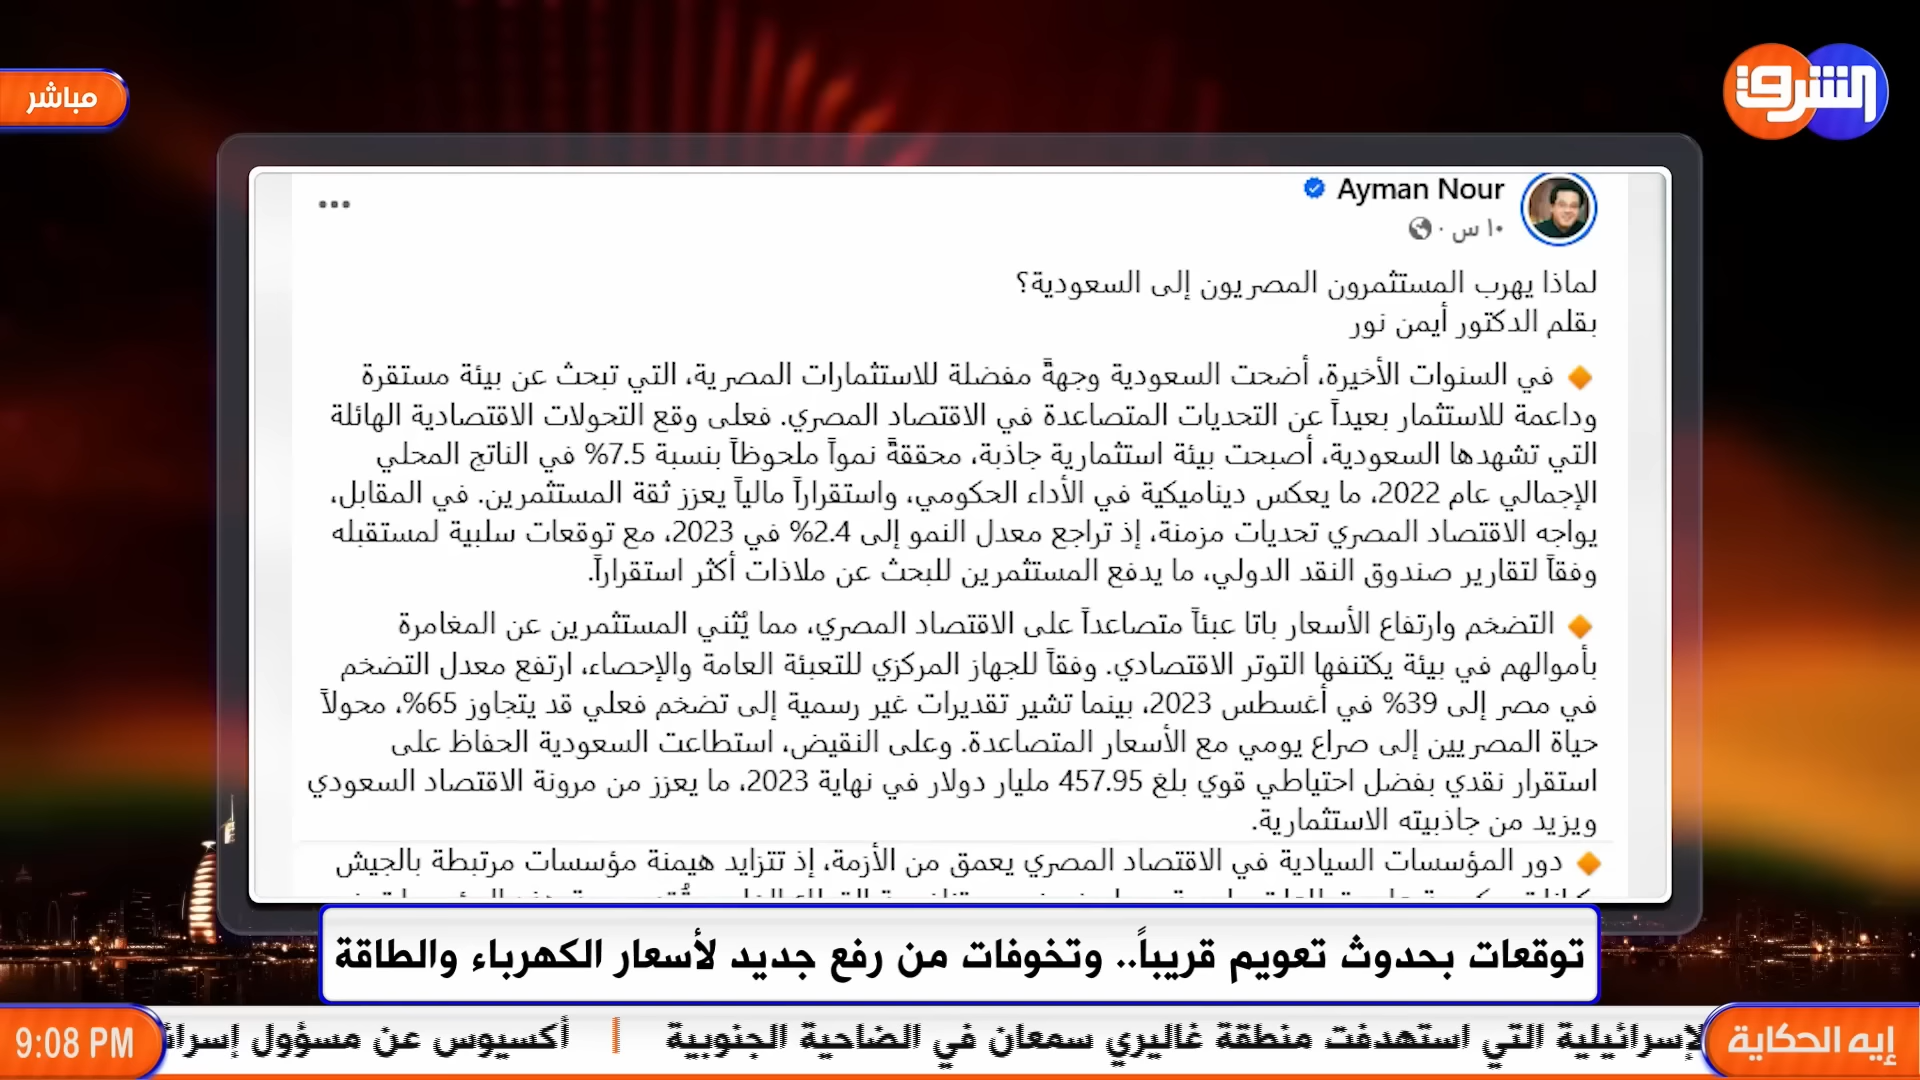 مباشر
الشرق
Ayman Nour
١٠ س ·
لماذا يهرب المستثمرون المصريون إلى السعودية؟
بقلم الدكتور أيمن نور
في السنوات الأخيرة، أضحت السعودية وجهةً مفضلة للاستثمارات المصرية، التي تبحث عن بيئة مستقرة
وداعمة للاستثمار بعيداً عن التحديات المتصاعدة في الاقتصاد المصري. فعلى وقع التحولات الاقتصادية الهائلة
التي تشهدها السعودية، أصبحت بيئة استثمارية جاذبة، محققةً نمواً ملحوظاً بنسبة 7.5% في الناتج المحلي
الإجمالي عام 2022، ما يعكس ديناميكية في الأداء الحكومي، واستقراراً مالياً يعزز ثقة المستثمرين. في المقابل،
يواجه الاقتصاد المصري تحديات مزمنة، إذ تراجع معدل النمو إلى 2.4% في 2023، مع توقعات سلبية لمستقبله
وفقاً لتقارير صندوق النقد الدولي، ما يدفع المستثمرين للبحث عن ملاذات أكثر استقراراً.
التضخم وارتفاع الأسعار باتا عبئاً متصاعداً على الاقتصاد المصري، مما يُثني المستثمرين عن المغامرة
بأموالهم في بيئة يكتنفها التوتر الاقتصادي. وفقاً للجهاز المركزي للتعبئة العامة والإحصاء، ارتفع معدل التضخم
في مصر إلى 39% في أغسطس 2023، بينما تشير تقديرات غير رسمية إلى تضخم فعلي قد يتجاوز 65%، محولاً
حياة المصريين إلى صراع يومي مع الأسعار المتصاعدة. وعلى النقيض، استطاعت السعودية الحفاظ على
استقرار نقدي بفضل احتياطي قوي بلغ 457.95 مليار دولار في نهاية 2023، ما يعزز من مرونة الاقتصاد السعودي
ويزيد من جاذبيته الاستثمارية.
دور المؤسسات السيادية في الاقتصاد المصري يعمق من الأزمة، إذ تتزايد هيمنة مؤسسات مرتبطة بالجيش
توقعات بحدوث تعويم قريباً.. وتخوفات من رفع جديد لأسعار الكهرباء والطاقة
إيه الحكاية
لإسرائيلية التي استهدفت منطقة غاليري سمعان في الضاحية الجنوبية | أكسيوس عن مسؤول إسرائ
9:08 PM